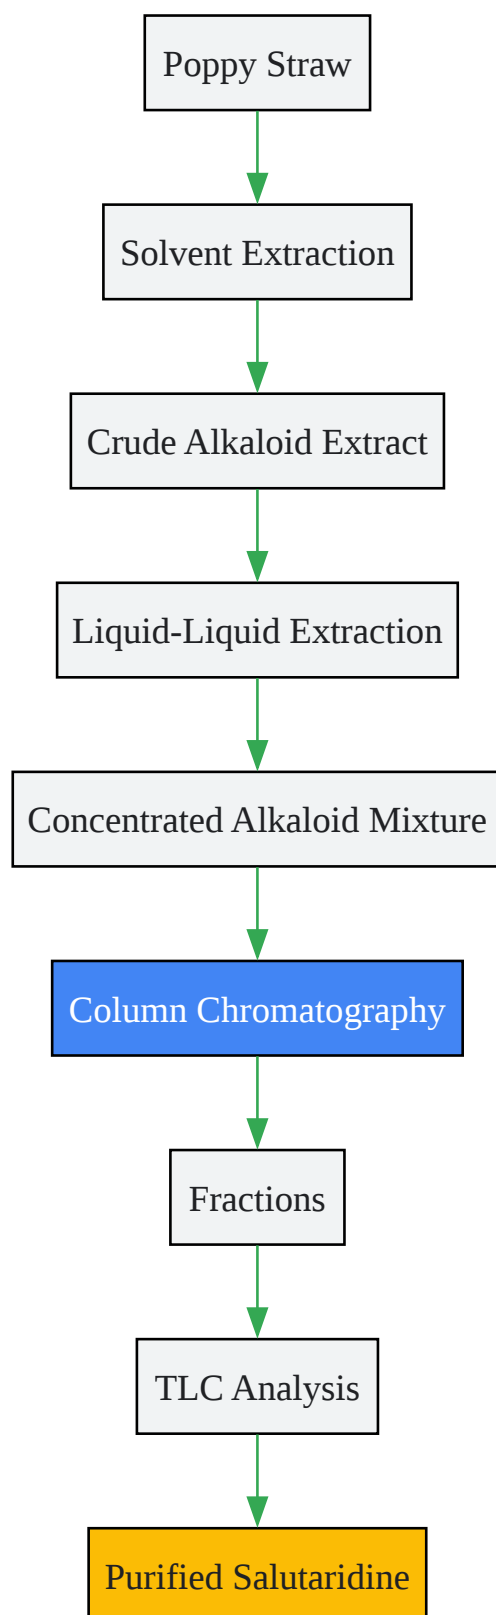 Poppy Straw
Solvent Extraction
Crude Alkaloid Extract
Liquid-Liquid Extraction
Concentrated Alkaloid Mixture
Column Chromatography
Fractions
TLC Analysis
Purified Salutaridine